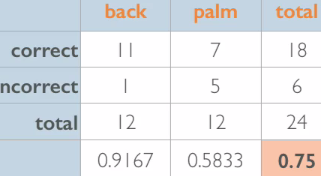 back palm total
correct 11 7 18
ncorrect 1 5 6
total 12 12 24
0.9167 0.5833 0.75